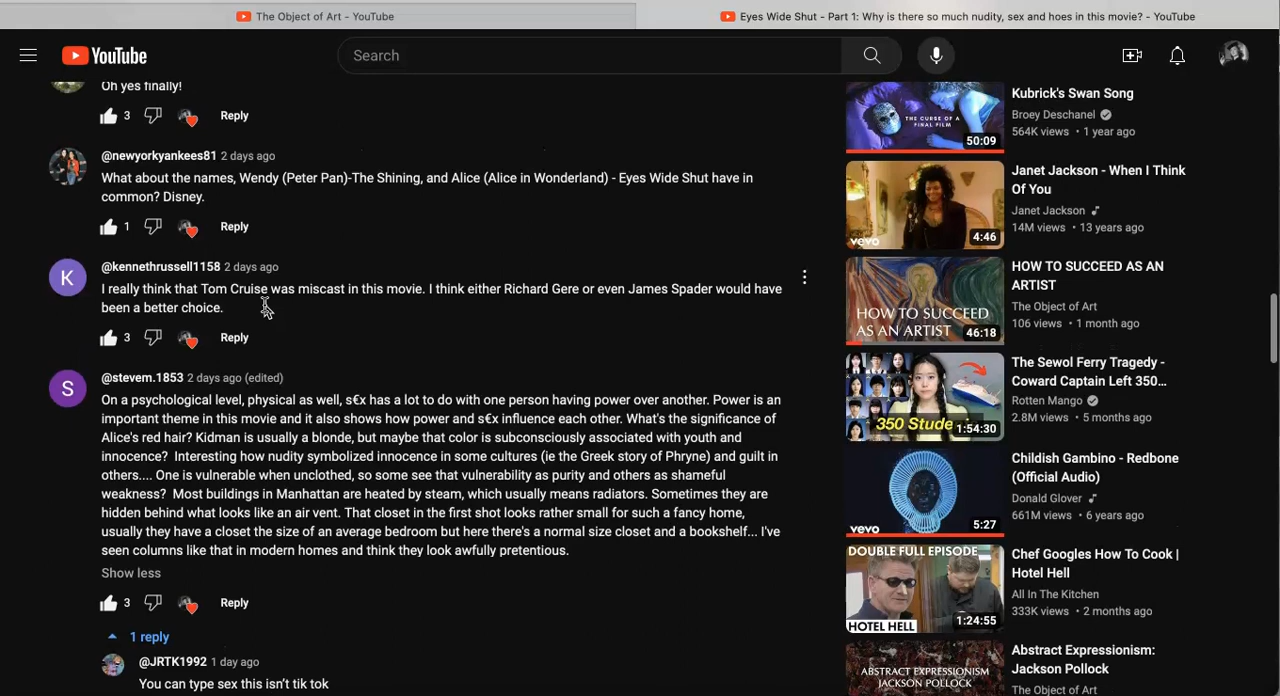 The Object of Art - YouTube
Eyes Wide Shut - Part 1: Why is there so much nudity, sex and hoes in this movie? - YouTube
YouTube
Search
Oh yes finally!
3
Reply
@newyorkyankees81 2 days ago
What about the names, Wendy (Peter Pan)-The Shining, and Alice (Alice in Wonderland) - Eyes Wide Shut have in
common? Disney.
1
Reply
K
@kennethrussell1158 2 days ago
I really think that Tom Cruise was miscast in this movie. I think either Richard Gere or even James Spader would have
been a better choice.
3
Reply
S
@stevem.1853 2 days ago (edited)
On a psychological level, physical as well, s€x has a lot to do with one person having power over another. Power is an
important theme in this movie and it also shows how power and s€x influence each other. What's the significance of
Alice's red hair? Kidman is usually a blonde, but maybe that color is subconsciously associated with youth and
innocence?  Interesting how nudity symbolized innocence in some cultures (ie the Greek story of Phryne) and guilt in
others.... One is vulnerable when unclothed, so some see that vulnerability as purity and others as shameful
weakness?  Most buildings in Manhattan are heated by steam, which usually means radiators. Sometimes they are
hidden behind what looks like an air vent. That closet in the first shot looks rather small for such a fancy home,
usually they have a closet the size of an average bedroom but here there's a normal size closet and a bookshelf... I've
seen columns like that in modern homes and think they look awfully pretentious.
Show less
3
Reply
1 reply
@JRTK1992 1 day ago
You can type sex this isn't tik tok
THE CURSE OF A
FINAL FILM
50:09
Kubrick's Swan Song
Broey Deschanel
564K views • 1 year ago
vevo
4:46
Janet Jackson - When I Think
Of You
Janet Jackson
14M views • 13 years ago
HOW TO SUCCEED
AS AN ARTIST
46:18
HOW TO SUCCEED AS AN
ARTIST
The Object of Art
106 views • 1 month ago
350 Stude
1:54:30
The Sewol Ferry Tragedy -
Coward Captain Left 350...
Rotten Mango
2.8M views • 5 months ago
vevo
5:27
Childish Gambino - Redbone
(Official Audio)
Donald Glover
661M views • 6 years ago
DOUBLE FULL EPISODE
HOTEL HELL
1:24:55
Chef Googles How To Cook |
Hotel Hell
All In The Kitchen
333K views • 2 months ago
ABSTRACT EXPRESSIONISM
JACKSON POLLOCK
Abstract Expressionism:
Jackson Pollock
The Object of Art